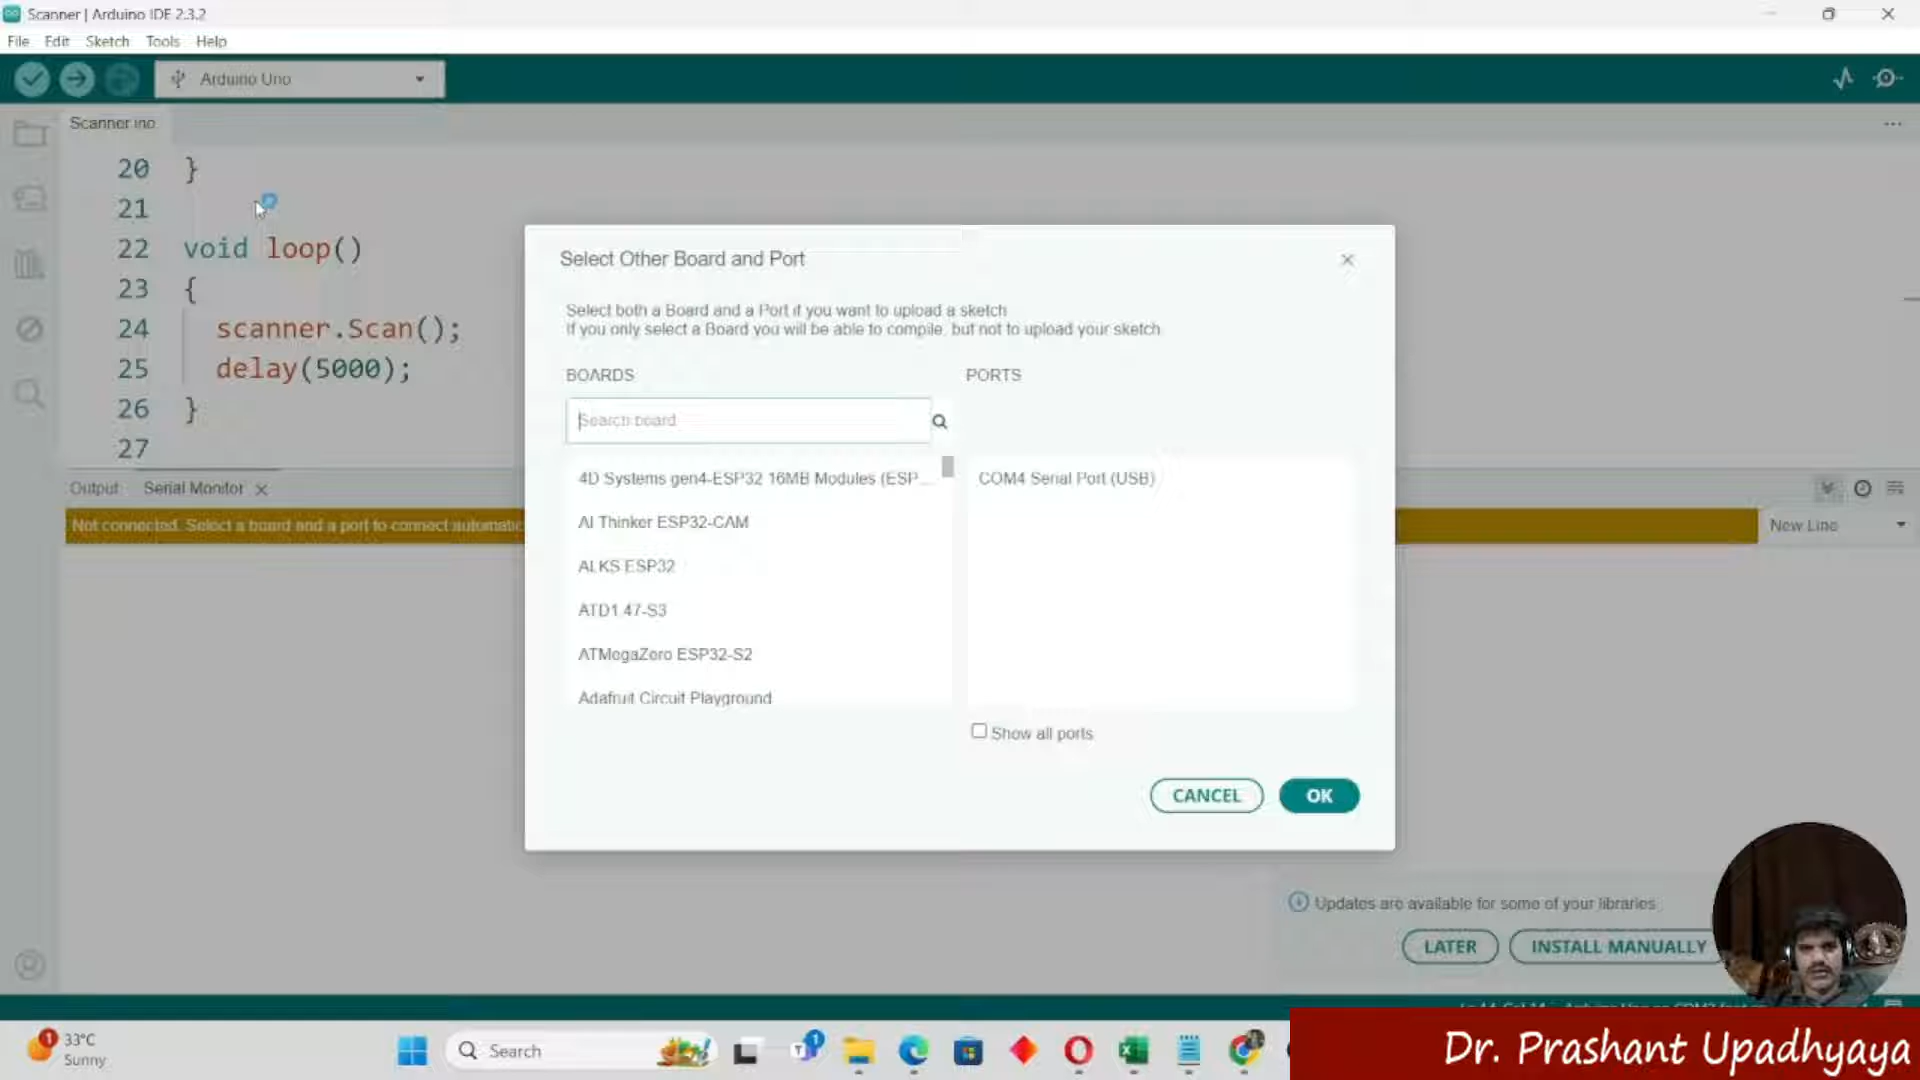 Scanner | Arduino IDE 2.3.2
File Edit Sketch Tools Help
Arduino Uno
Scanner.ino
20 }
21
22 void loop()
23 {
24 scanner.Scan();
25 delay(5000);
26 }
27
Output Serial Monitor
Not connected. Select a board and a port to connect automatic
New Line
Select Other Board and Port
Select both a Board and a Port if you want to upload a sketch
If you only select a Board you will be able to compile, but not to upload your sketch.
BOARDS
PORTS
Search board
4D Systems gen4-ESP32 16MB Modules (ESP...
AI Thinker ESP32-CAM
ALKS ESP32
ATD1.47-S3
ATMegaZero ESP32-S2
Adafruit Circuit Playground
COM4 Serial Port (USB)
Show all ports
CANCEL
OK
Updates are available for some of your libraries
LATER
INSTALL MANUALLY
1
33°C
Sunny
Search
1
Dr. Prashant Upadhyaya